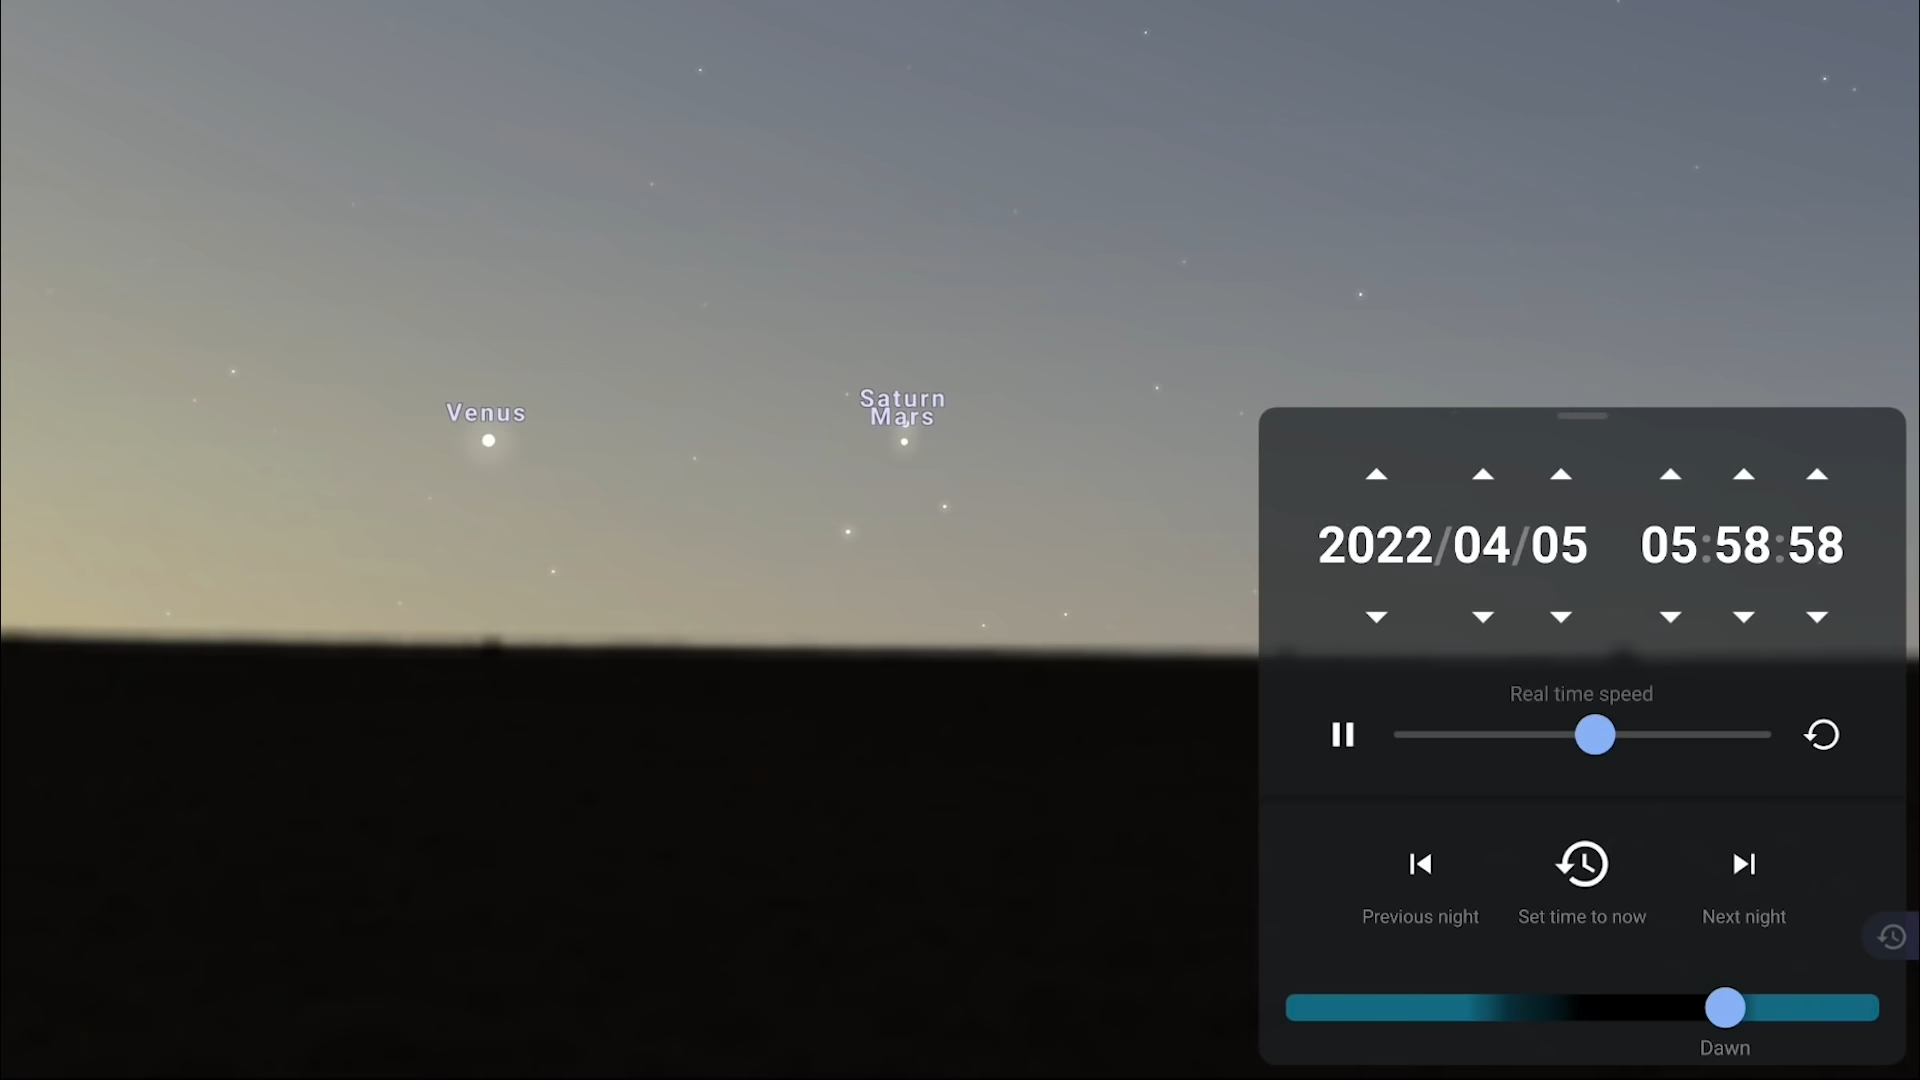 Venus
Saturn
Mars
2022/04/05 05:58:58
Real time speed
Previous night
Set time to now
Next night
Dawn